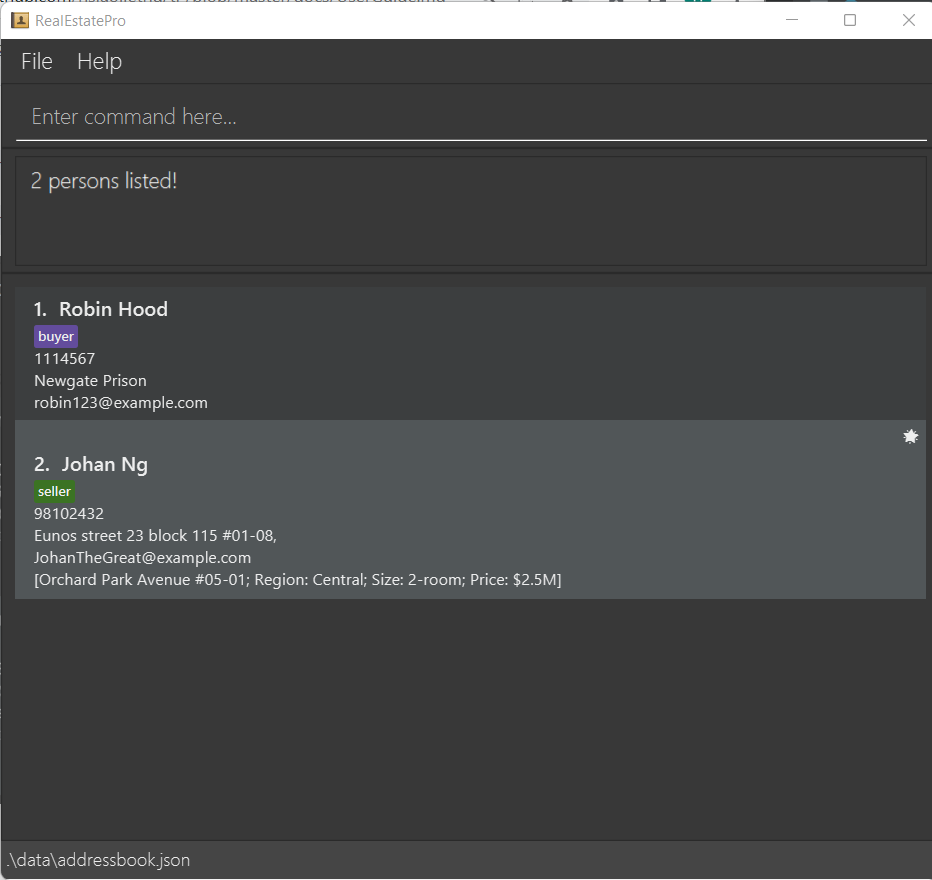 RealEstatePro
File Help
Enter command here...
2 persons listed!
1. Robin Hood
buyer
1114567
Newgate Prison
robin123@example.com
2. Johan Ng
seller
98102432
Eunos street 23 block 115 #01-08,
JohanTheGreat@example.com
[Orchard Park Avenue #05-01; Region: Central; Size: 2-room; Price: $2.5M]
.\data\addressbook.json